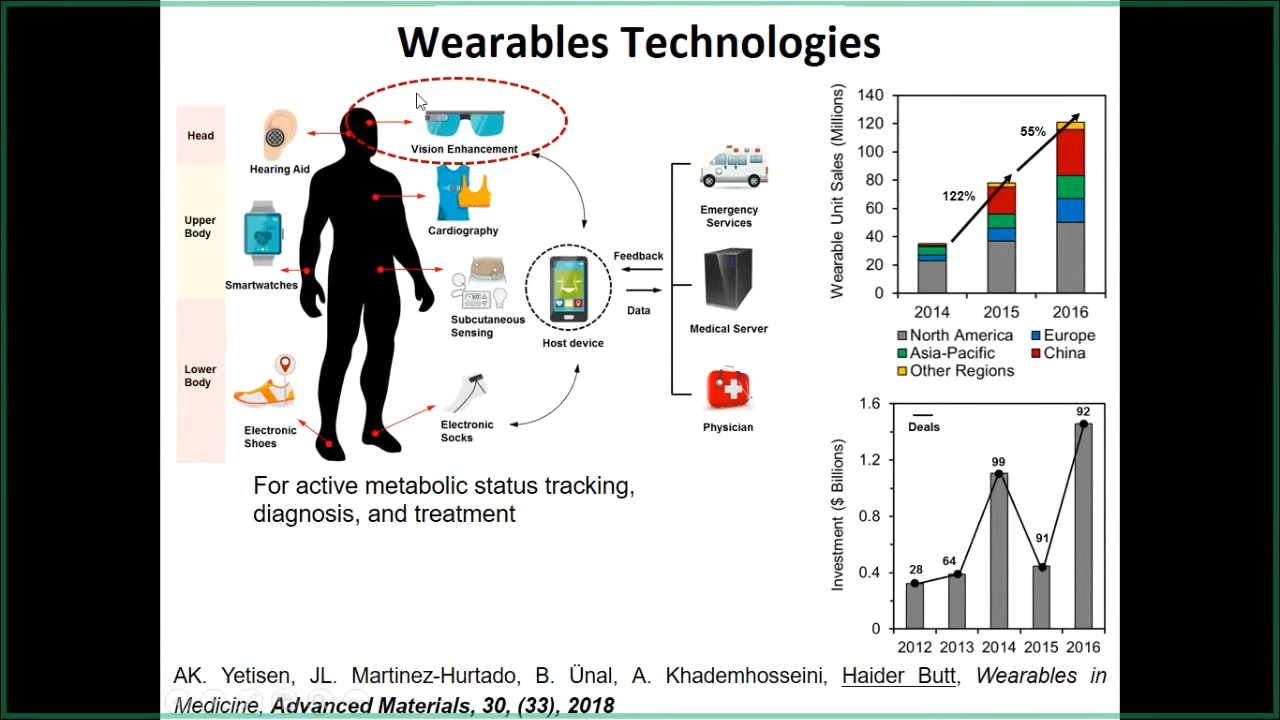 Wearables Technologies
Head
Upper
Body
Lower
Body
Hearing Aid
Vision Enhancement
Cardiography
Smartwatches
Subcutaneous
Sensing
Electronic
Shoes
Electronic
Socks
Host device
Feedback
Data
Emergency
Services
Medical Server
Physician
For active metabolic status tracking,
diagnosis, and treatment
Wearable Unit Sales (Millions)
140
120
100
80
60
40
20
0
122%
55%
2014 2015 2016
North America Europe
Asia-Pacific China
Other Regions
Investment ($ Billions)
1.6
1.2
0.8
0.4
0
Deals
28
64
99
91
92
2012 2013 2014 2015 2016
AK. Yetisen, JL. Martinez-Hurtado, B. Ünal, A. Khademhosseini, Haider Butt, Wearables in
Medicine, Advanced Materials, 30, (33), 2018